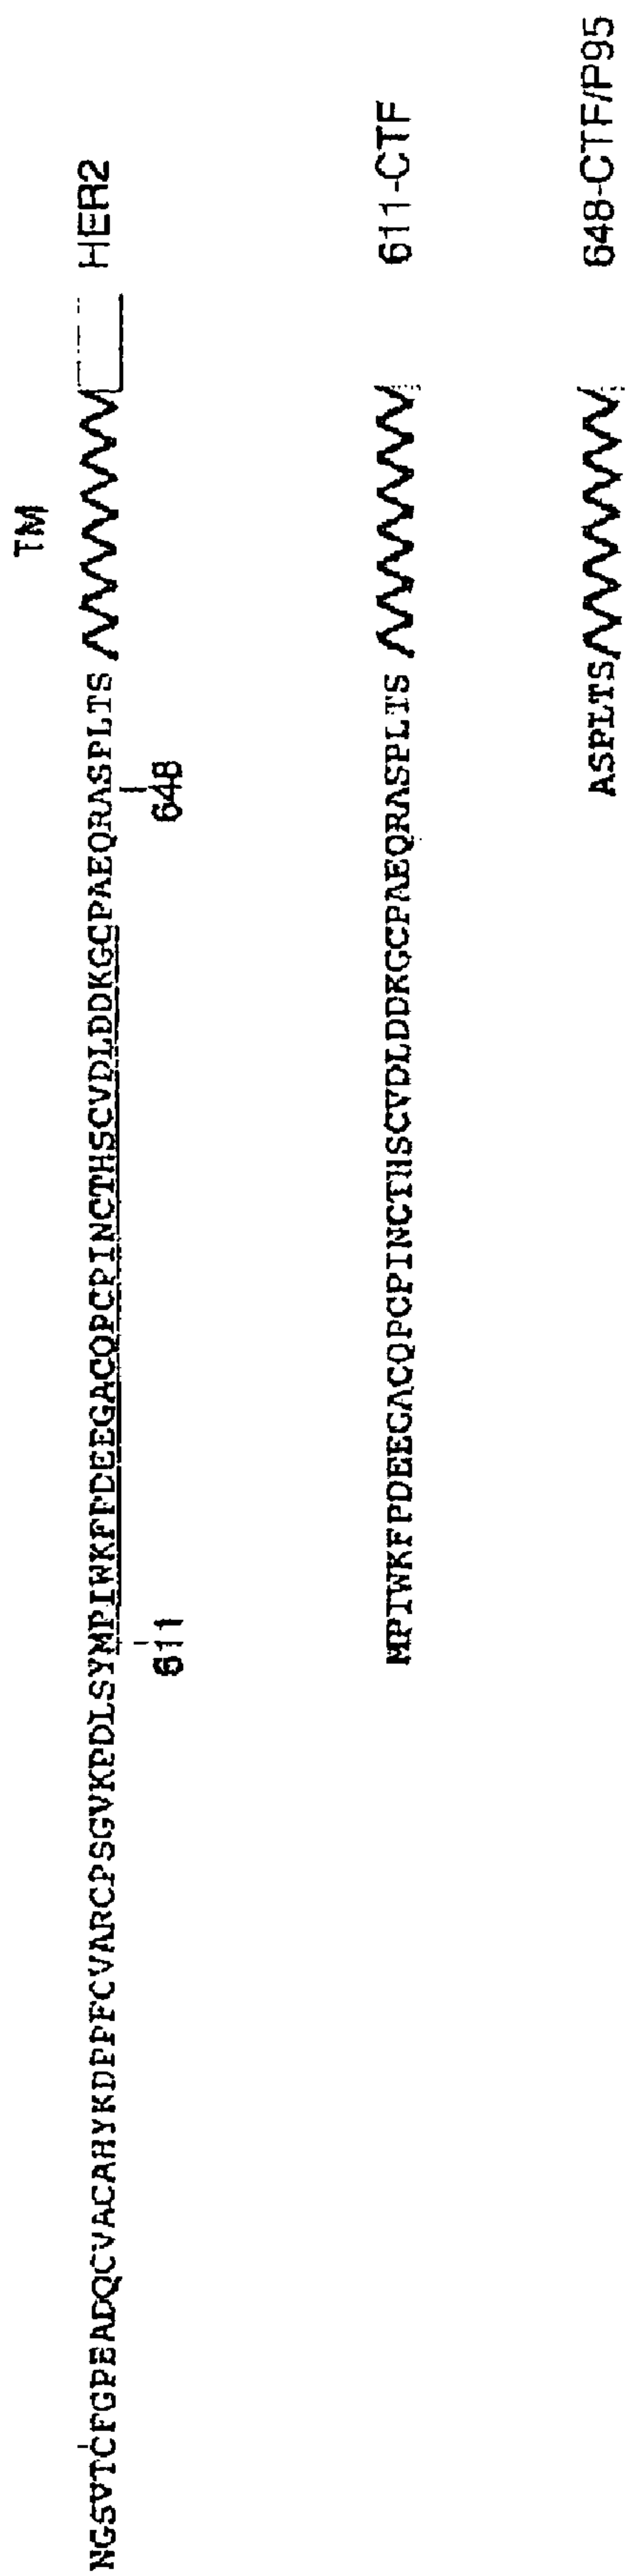 TM
NGSVTCFGPEADQCVACAHYKDPPFCVARCPSGVKPDLSYMPIWKFPDEEGACQPCPINCTHSCVDLDDKGCPAEQRASPLTS HER2
611 648
MPIWKFPDEEGACQPCPINCTHSCVDLDDKGCPAEQRASPLTS 611-CTF
ASPLTS 648-CTF/P95